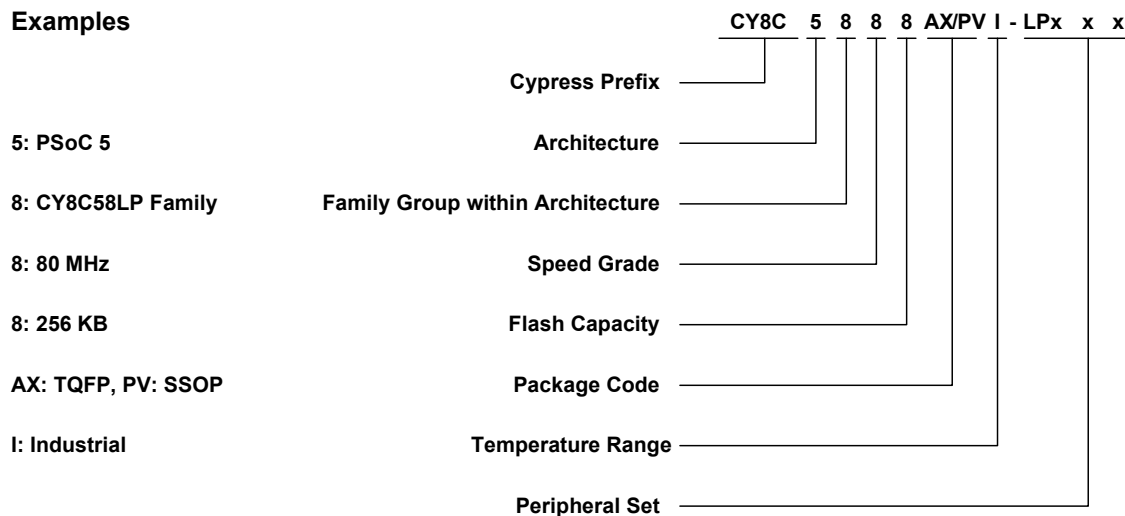 Examples CY8C 5 8 8 8 AX/PV I - LPx x x
Cypress Prefix
5: PSoC 5 Architecture
8: CY8C58LP Family Family Group within Architecture
8: 80 MHz Speed Grade
8: 256 KB Flash Capacity
AX: TQFP, PV: SSOP Package Code
I: Industrial Temperature Range
Peripheral Set